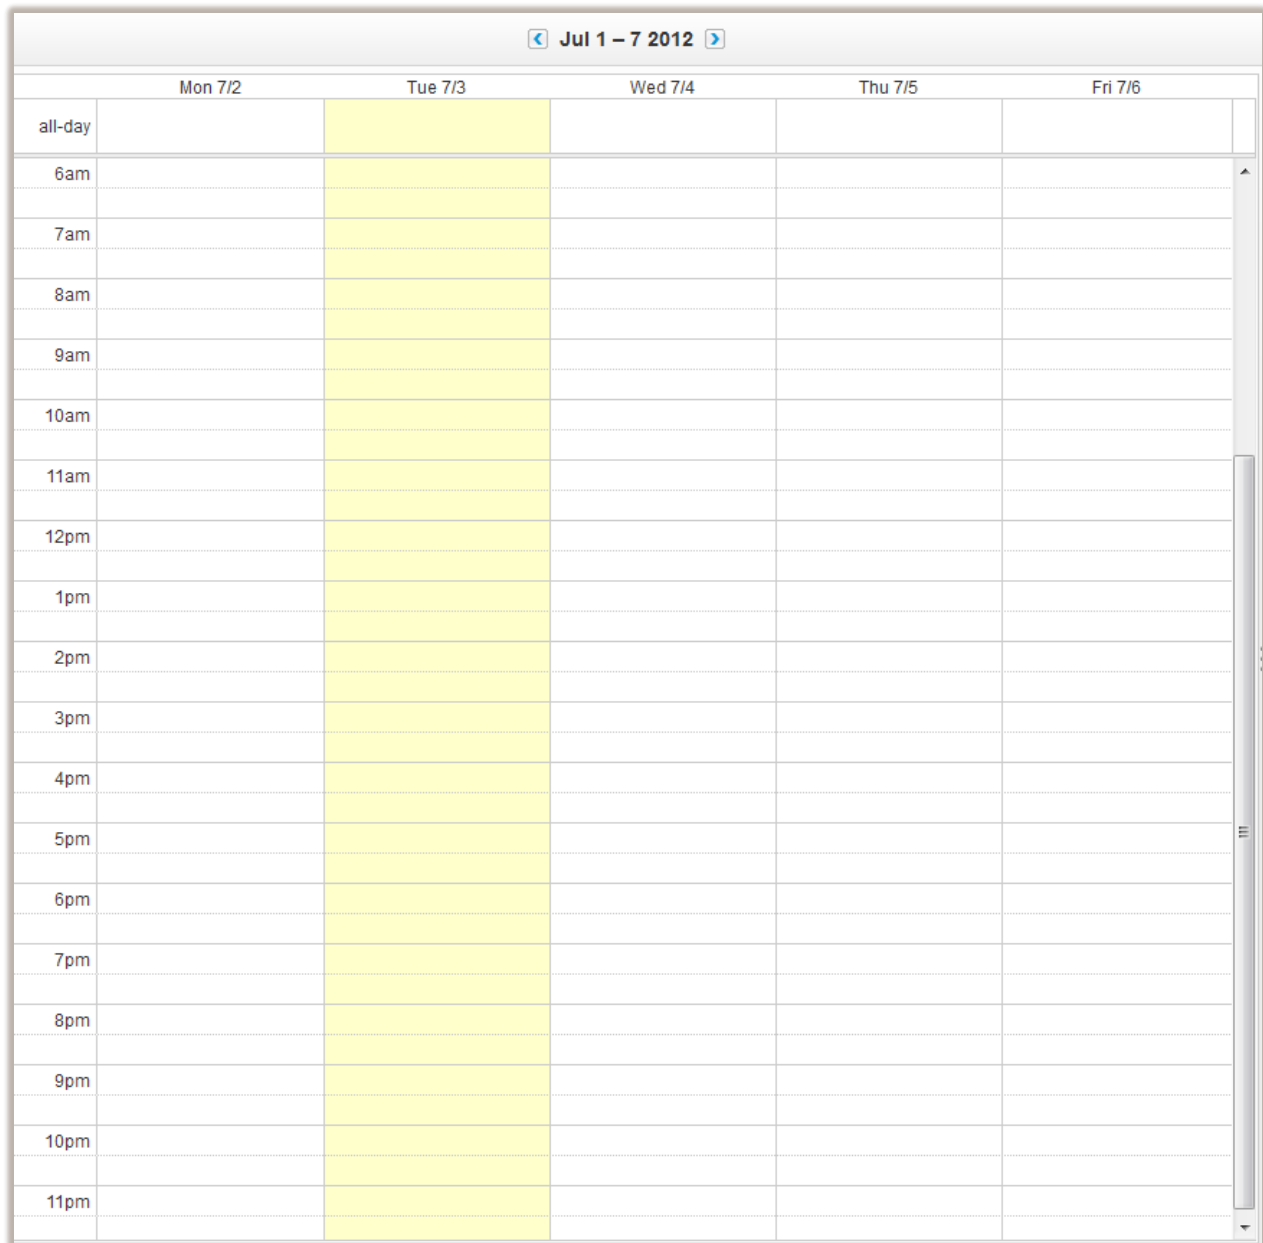 Jul 1 – 7 2012
Mon 7/2 Tue 7/3 Wed 7/4 Thu 7/5 Fri 7/6
all-day
6am
7am
8am
9am
10am
11am
12pm
1pm
2pm
3pm
4pm
5pm
6pm
7pm
8pm
9pm
10pm
11pm